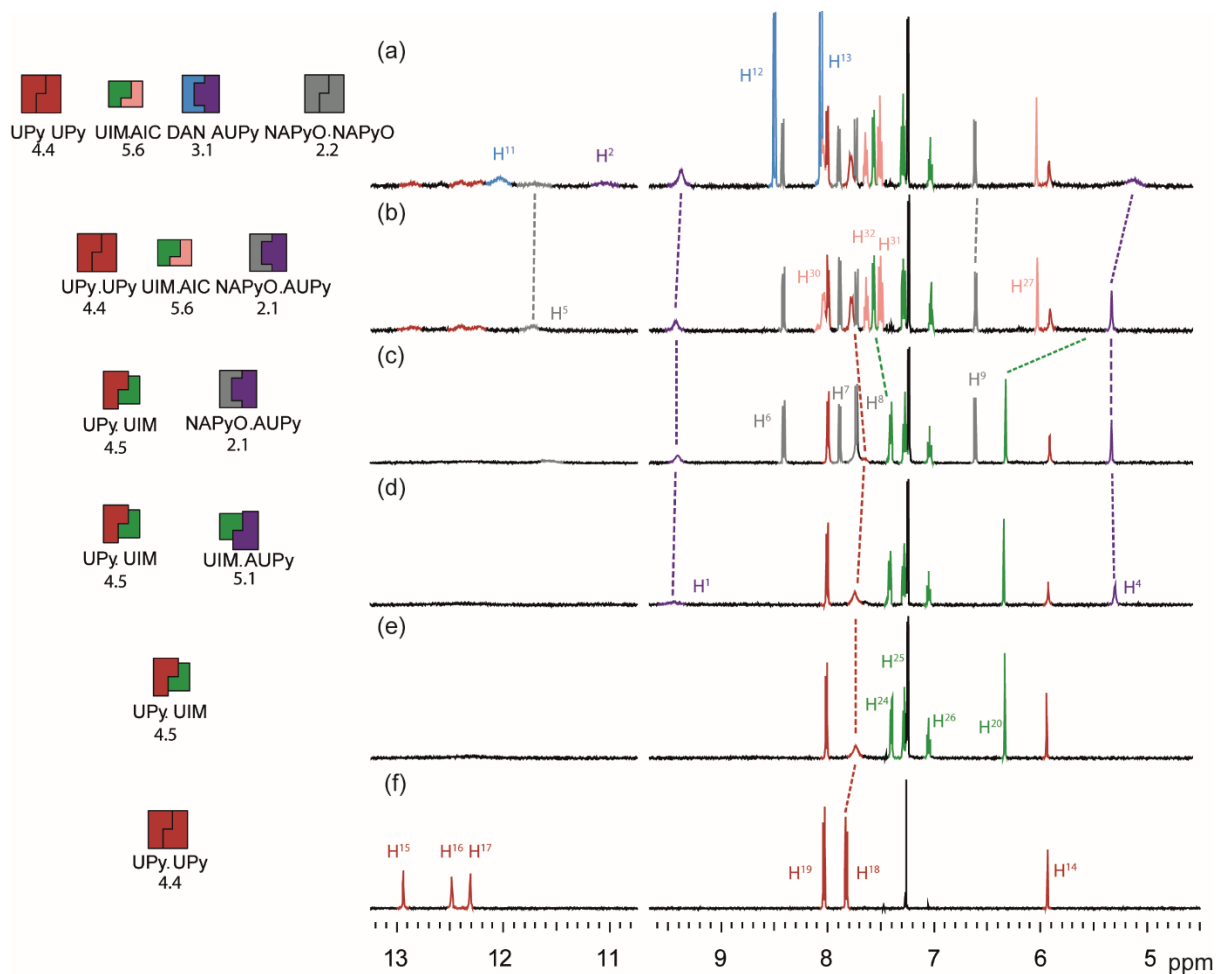 (a)
H12 H13
UPy UPy UIM.AIC DAN AUPy NAPyO.NAPyO
4.4 5.6 3.1 2.2
H11 H2
(b)
H32 H31
H30 H27
UPy.UPy UIM.AIC NAPyO.AUPy
4.4 5.6 2.1
H5
(c)
H6 H7 H8 H9
UPy.UIM NAPyO.AUPy
4.5 2.1
(d)
UPy.UIM UIM.AUPy
4.5 5.1
H1 H4
(e)
H25
H24 H26 H20
UPy.UIM
4.5
(f)
H15 H16 H17
H19 H18 H14
UPy.UPy
4.4
13 12 11 9 8 7 6 5 ppm